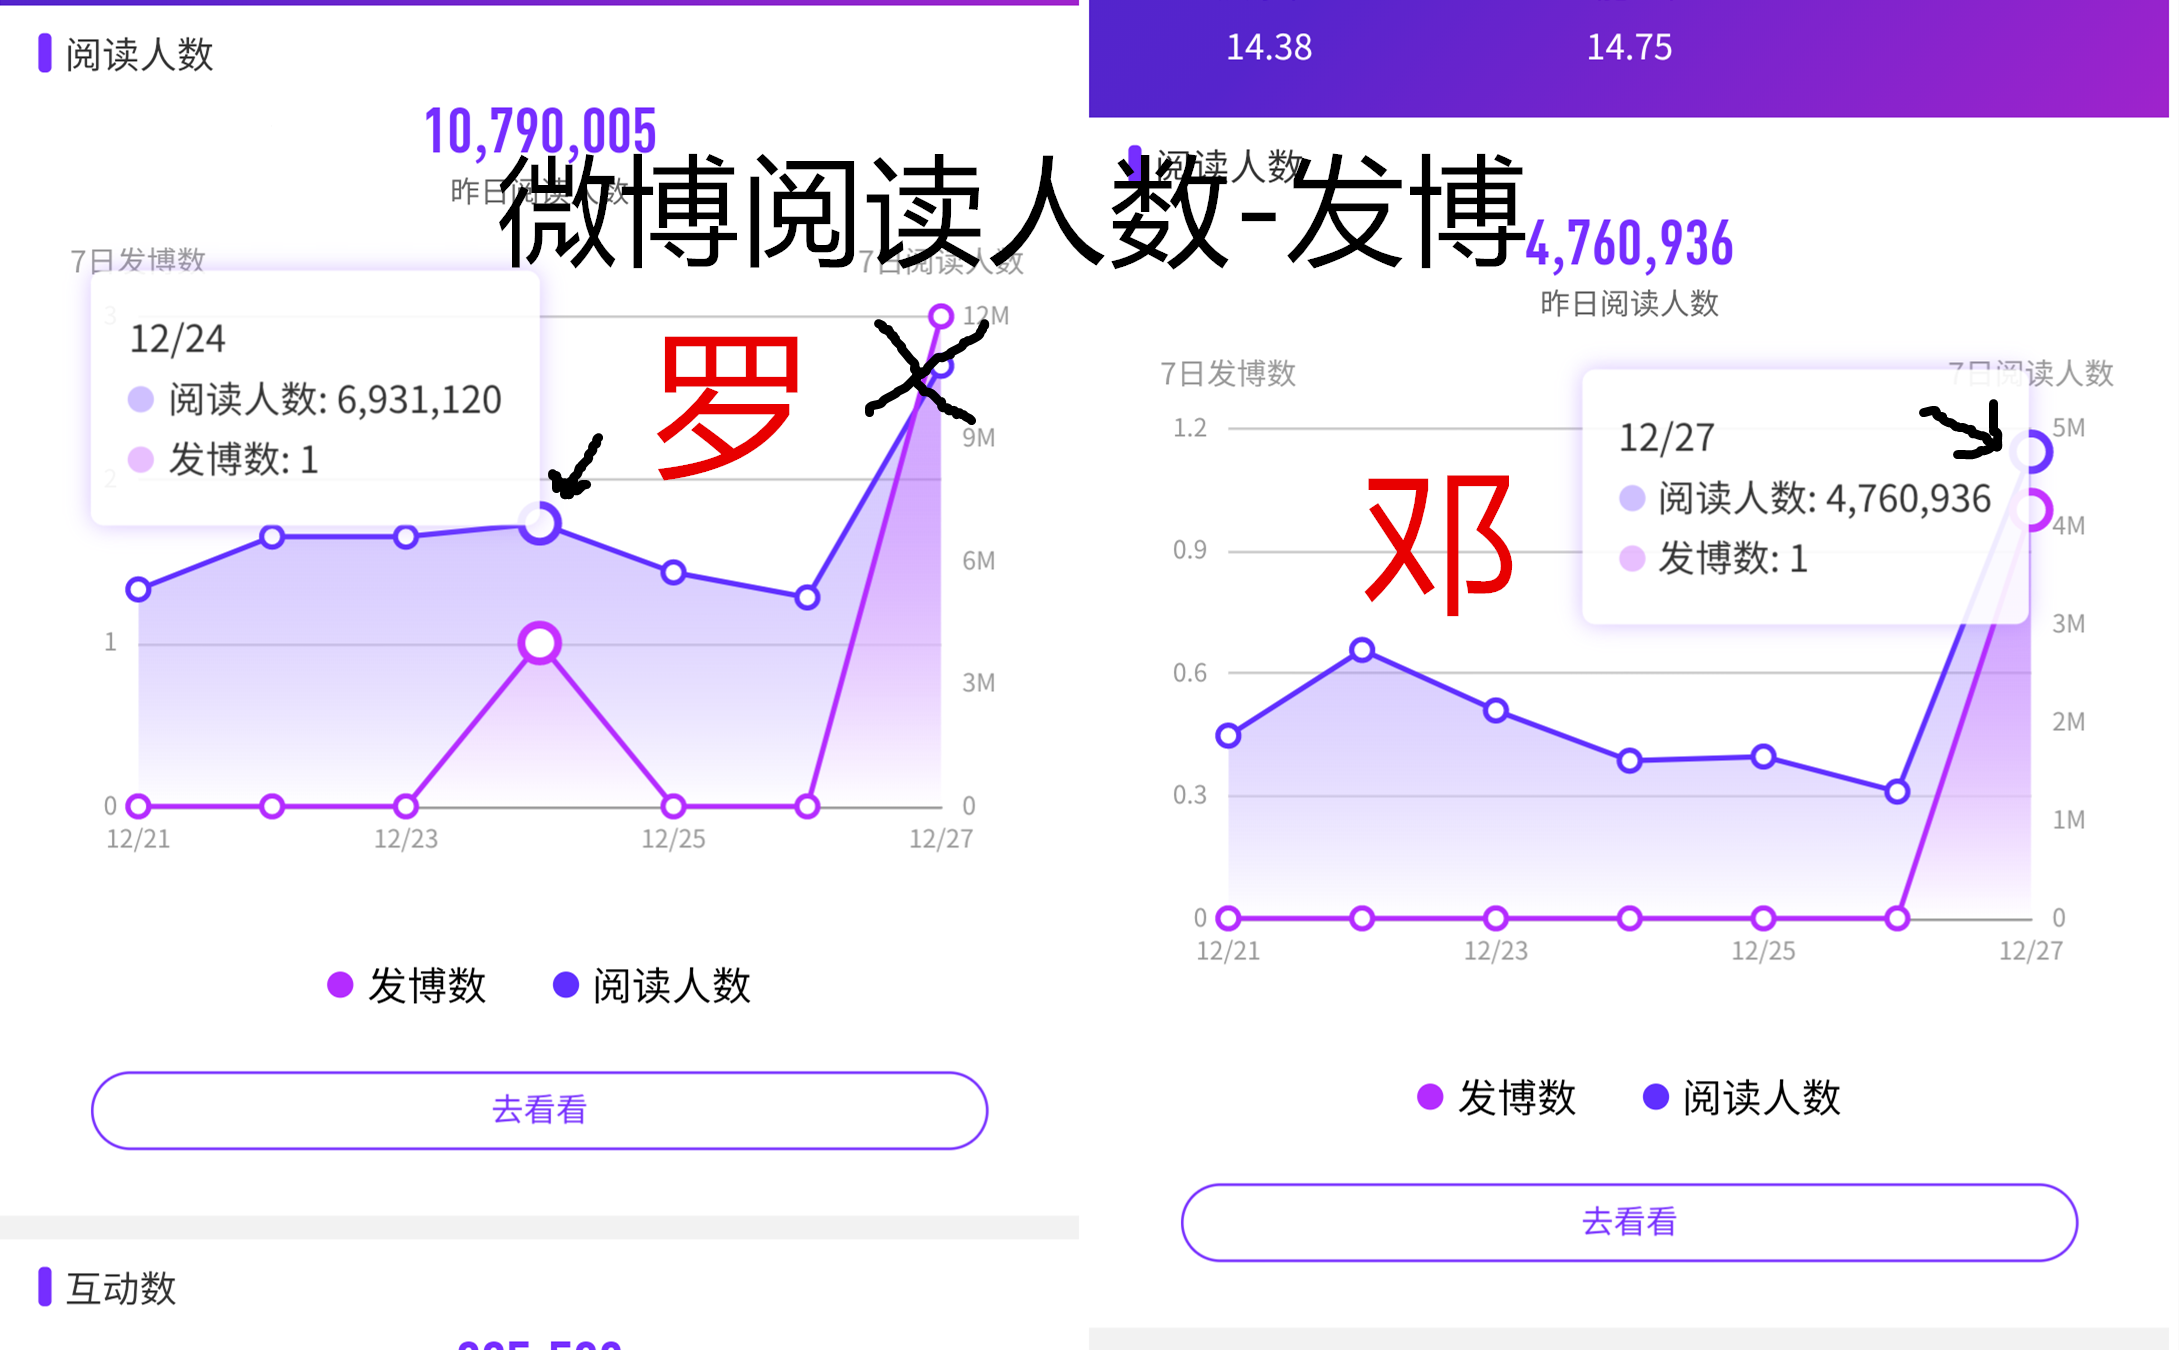 阅读人数
10,790,005
昨日阅读人数
微博阅读人数-发博
7日发博数
7日阅读人数
3
12M
12/24
阅读人数: 6,931,120
发博数: 1
罗
9M
2
6M
1
3M
0
0
12/21
12/23
12/25
12/27
发博数
阅读人数
去看看
互动数
14.38
14.75
阅读人数
4,760,936
昨日阅读人数
7日发博数
7日阅读人数
1.2
5M
12/27
阅读人数: 4,760,936
发博数: 1
邓
4M
0.9
3M
0.6
2M
0.3
1M
0
0
12/21
12/23
12/25
12/27
发博数
阅读人数
去看看